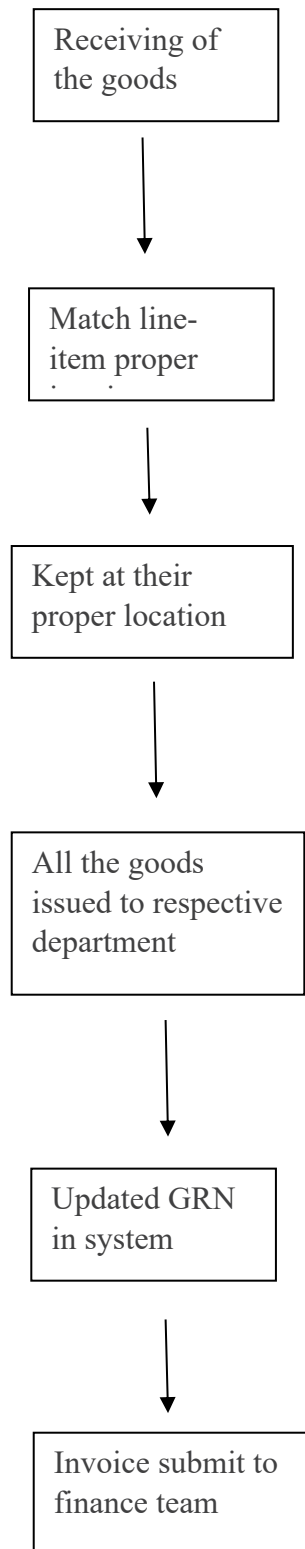 Receiving of
the goods
Match line-
item proper
Kept at their
proper location
All the goods
issued to respective
department
Updated GRN
in system
Invoice submit to
finance team